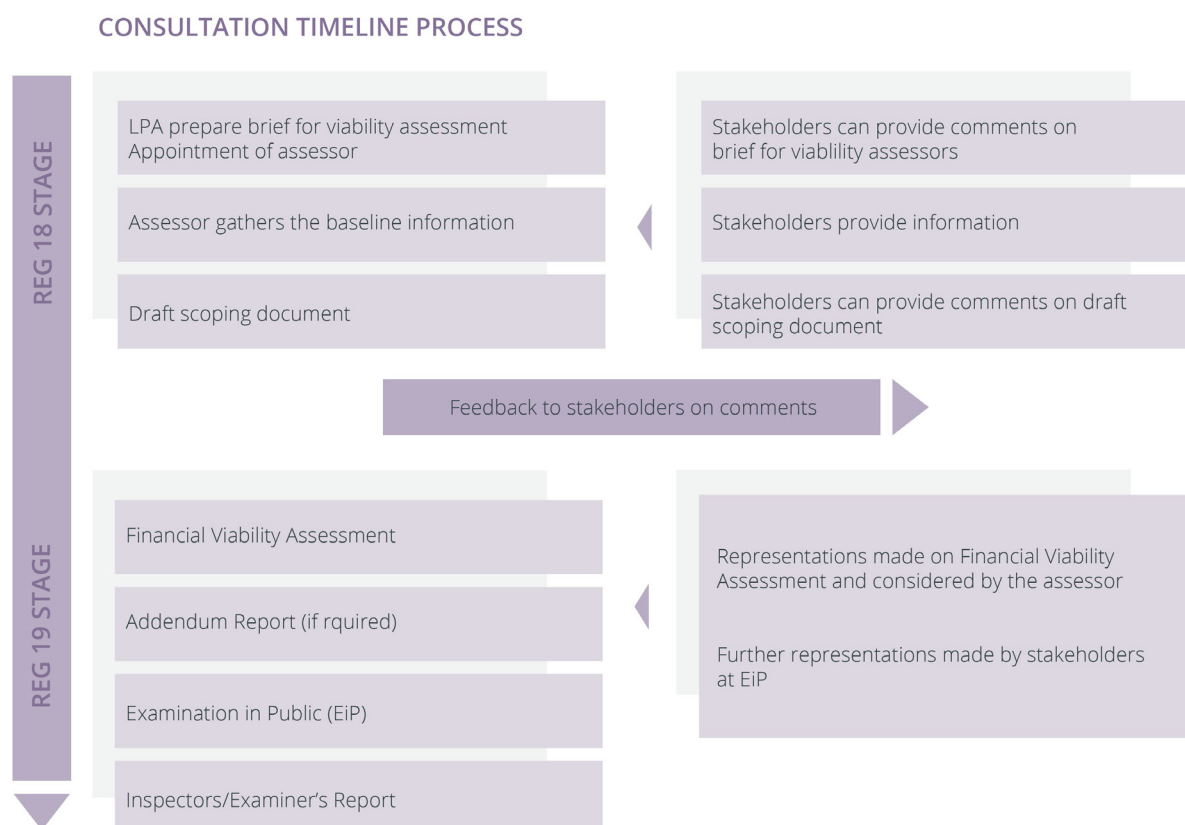 CONSULTATION TIMELINE PROCESS
REG 18 STAGE
LPA prepare brief for viability assessment
Appointment of assessor
Assessor gathers the baseline information
Draft scoping document
Stakeholders can provide comments on
brief for viablility assessors
Stakeholders provide information
Stakeholders can provide comments on draft
scoping document
Feedback to stakeholders on comments
REG 19 STAGE
Financial Viability Assessment
Addendum Report (if rquired)
Examination in Public (EiP)
Inspectors/Examiner’s Report
Representations made on Financial Viability
Assessment and considered by the assessor
Further representations made by stakeholders
at EiP